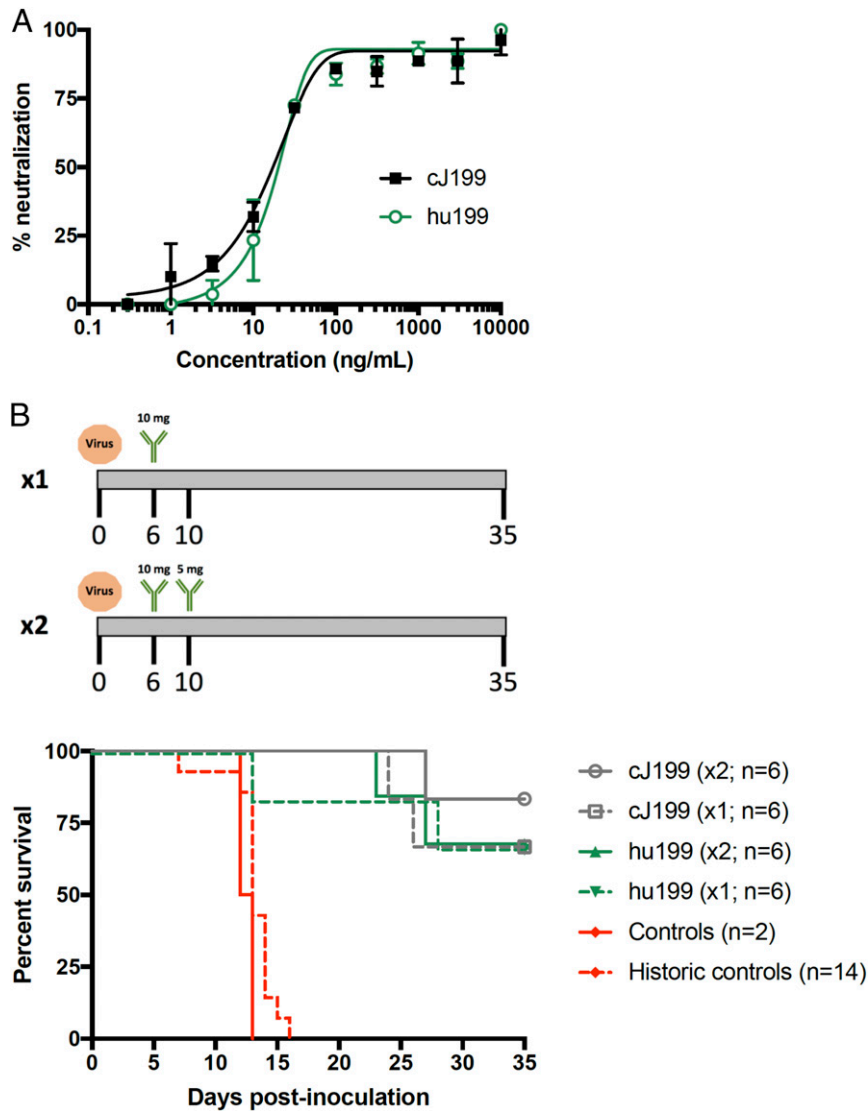 A
100
75
50
25
0
% neutralization
cJ199
hu199
0.1 1 10 100 1000 10000
Concentration (ng/mL)
B
10 mg
Virus
x1
0 6 10 35
10 mg 5 mg
Virus
x2
0 6 10 35
100
75
50
25
0
Percent survival
0 5 10 15 20 25 30 35
Days post-inoculation
cJ199 (x2; n=6)
cJ199 (x1; n=6)
hu199 (x2; n=6)
hu199 (x1; n=6)
Controls (n=2)
Historic controls (n=14)